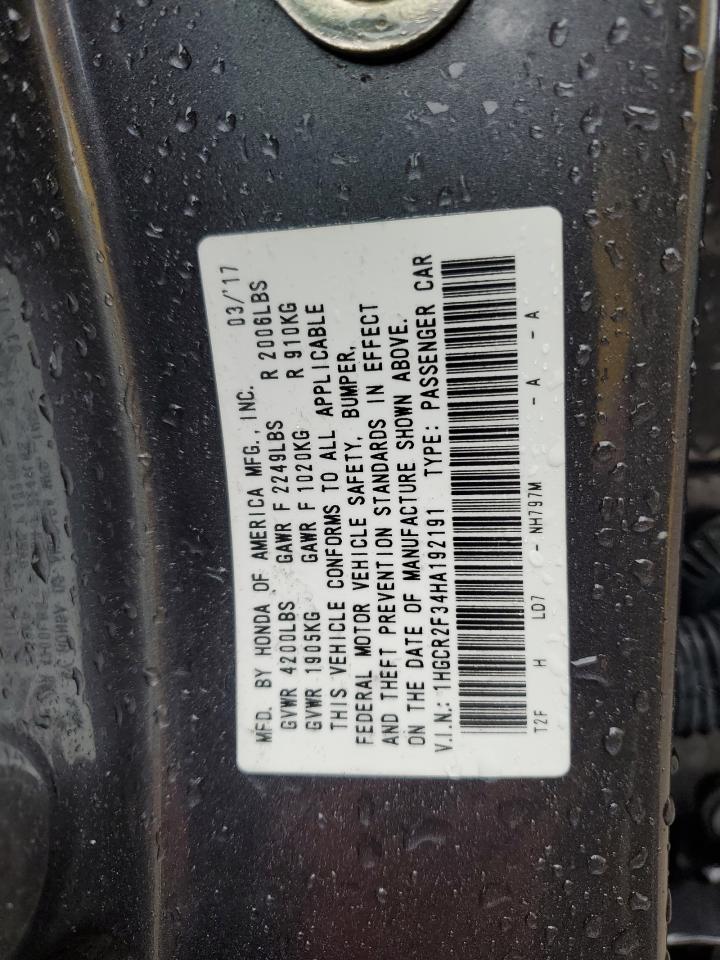 MFD. BY HONDA OF AMERICA MFG., INC. 03/'17
GVWR 4200LBS GAWR F 2249LBS R 2006LBS
GVWR 1905KG GAWR F 1020KG R 910KG
THIS VEHICLE CONFORMS TO ALL APPLICABLE
FEDERAL MOTOR VEHICLE SAFETY, BUMPER,
AND THEFT PREVENTION STANDARDS IN EFFECT
ON THE DATE OF MANUFACTURE SHOWN ABOVE.
V.I.N.: 1HGCR2F34HA192191 TYPE: PASSENGER CAR
T2F H LD7 - NH797M - A - A